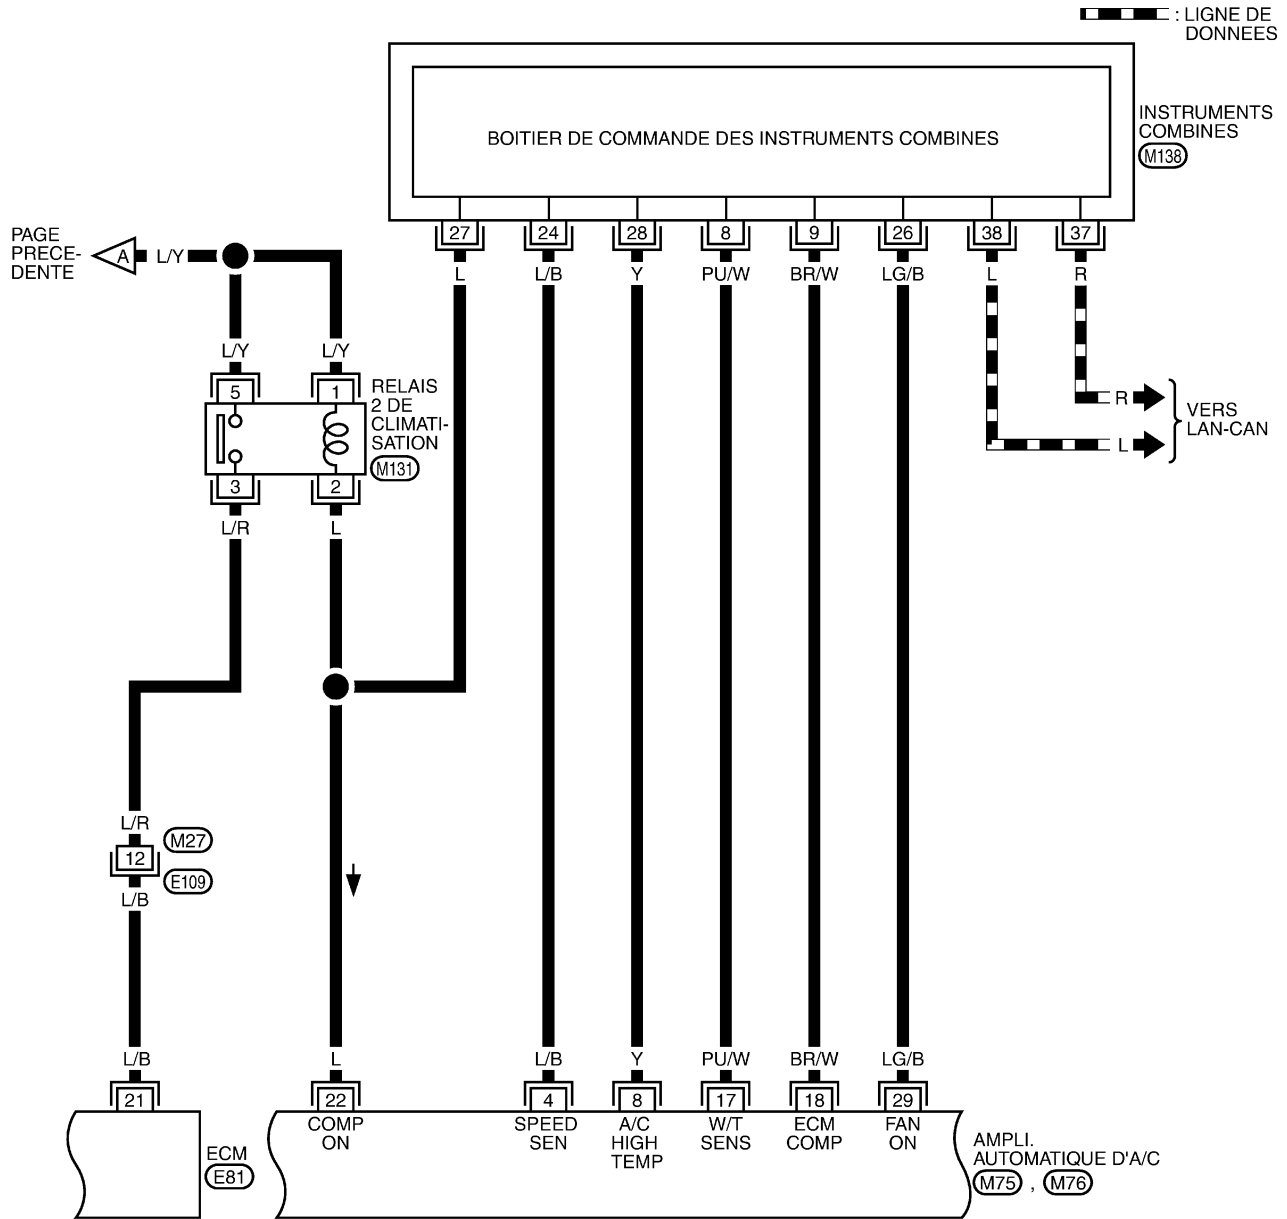 : LIGNE DE
DONNEES
BOITIER DE COMMANDE DES INSTRUMENTS COMBINES
INSTRUMENTS
COMBINES
M138
27 24 28 8 9 26 38 37
L L/B Y PU/W BR/W LG/B L R
PAGE
PRECE-
DENTE
A L/Y
L/Y L/Y
5 1
RELAIS
2 DE
CLIMATI-
SATION
M131
3 2
L/R L
R
L
VERS
LAN-CAN
L/R
M27
12
E109
L/B
L/B L L/B Y PU/W BR/W LG/B
21 22 4 8 17 18 29
COMP
ON
SPEED
SEN
A/C
HIGH
TEMP
W/T
SENS
ECM
COMP
FAN
ON
ECM
E81
AMPLI.
AUTOMATIQUE D'A/C
M75 , M76